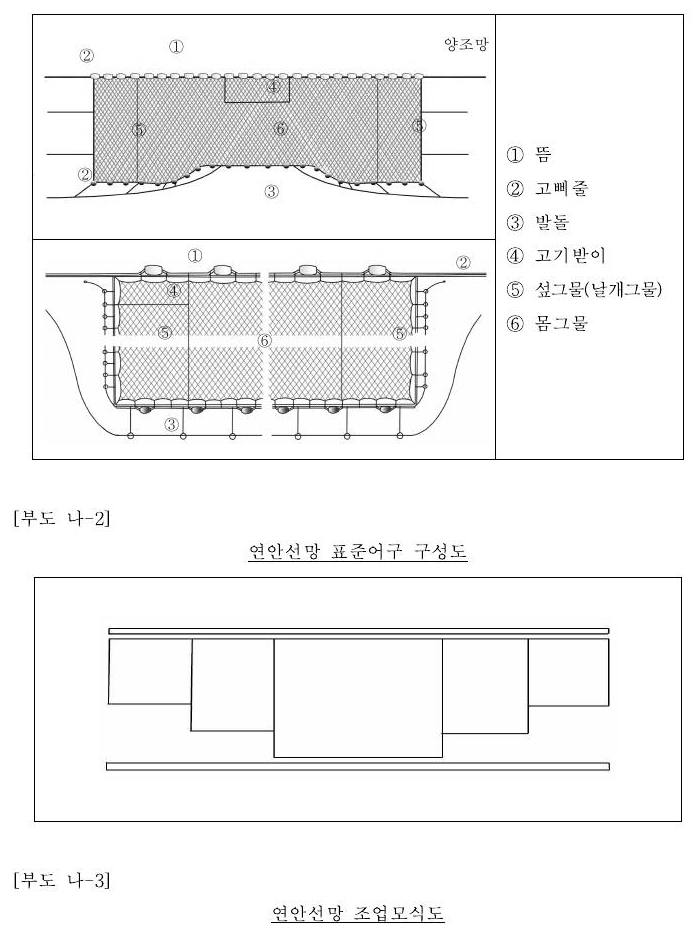 ① 양조망
②
④
⑤ ⑥ ⑤
②
③
① ②
④
⑤ ⑥ ⑤
③
① 뜸
② 고삐줄
③ 발돌
④ 고기받이
⑤ 섶그물(날개그물)
⑥ 몸그물
[부도 나-2]
연안선망 표준어구 구성도
[부도 나-3]
연안선망 조업모식도